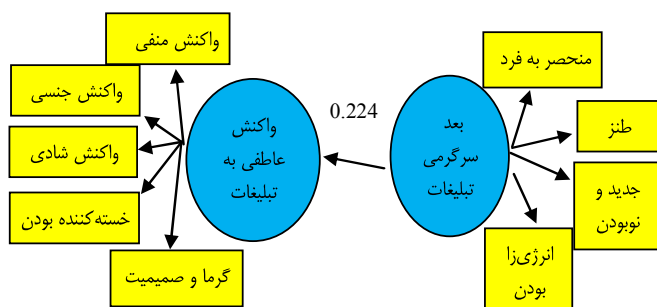 منحصر به فرد
طنز
جدید و
نوبودن
انرژی‌زا
بودن
بعد
سرگرمی
تبلیغات
0.224
واکنش
عاطفی به
تبلیغات
واکنش منفی
واکنش جنسی
واکنش شادی
خسته‌کننده بودن
گرما و صمیمیت